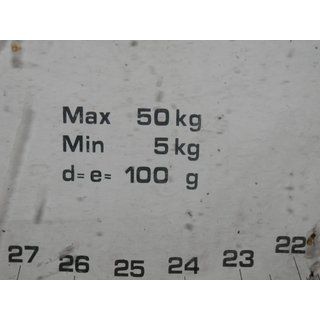 Max 50 kg
Min 5 kg
d=e= 100 g
27 26 25 24 23 22